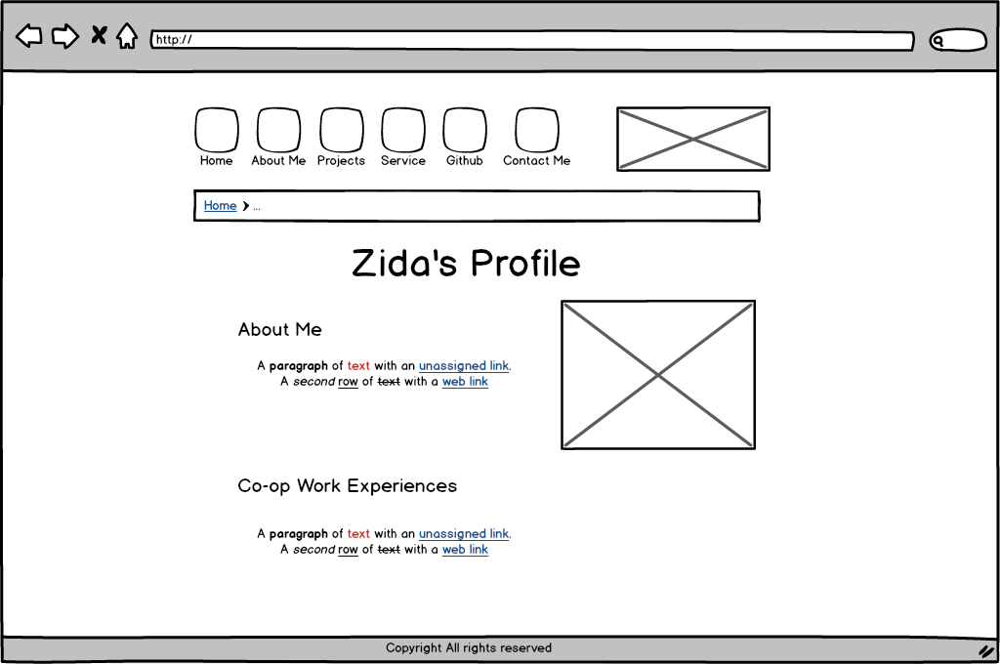 http://
Home About Me Projects Service Github Contact Me
Home ...
Zida's Profile
About Me
A paragraph of text with an unassigned link.
A second row of text with a web link
Co-op Work Experiences
A paragraph of text with an unassigned link.
A second row of text with a web link
Copyright All rights reserved